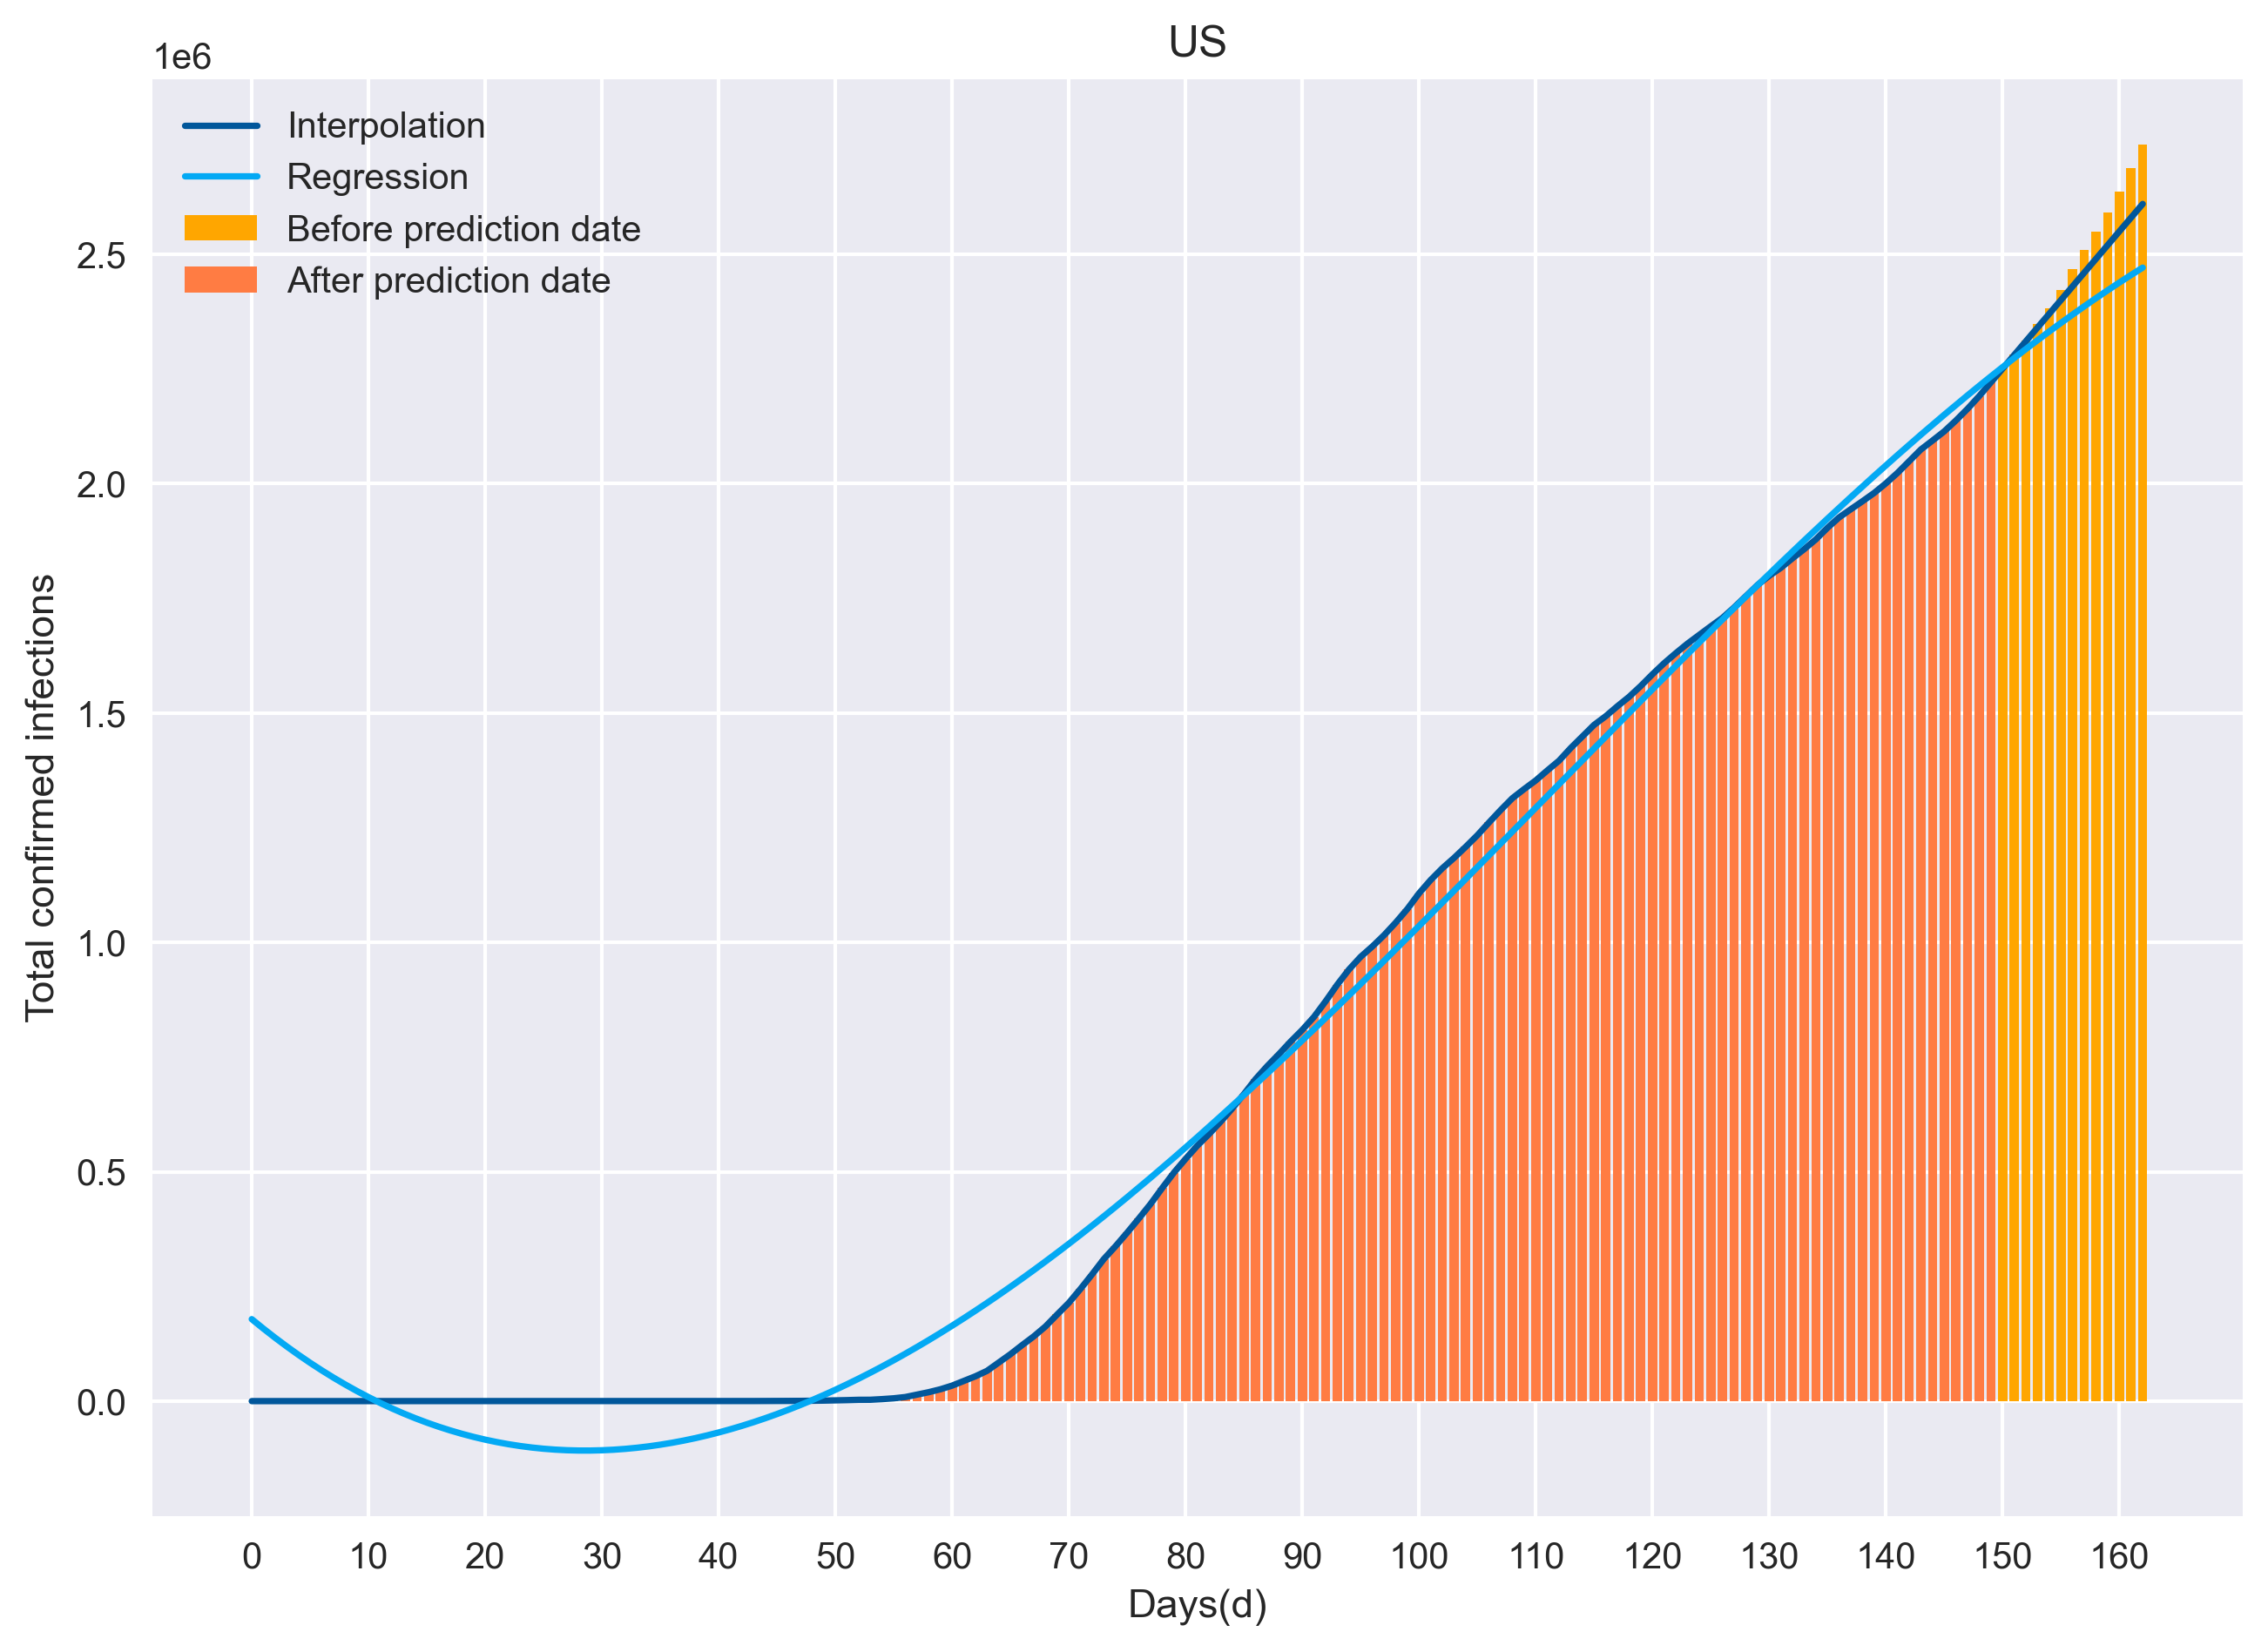 US
1e6
Interpolation
Regression
Before prediction date
After prediction date
2.5
2.0
1.5
1.0
0.5
0.0
Total confirmed infections
0 10 20 30 40 50 60 70 80 90 100 110 120 130 140 150 160
Days(d)